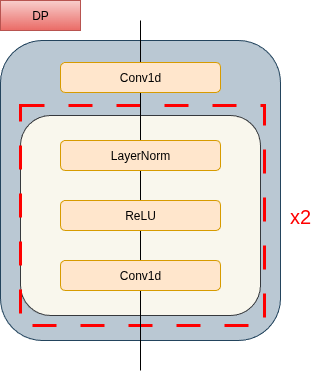 DP
Conv1d
LayerNorm
ReLU
x2
Conv1d